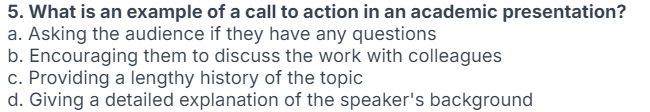 5. What is an example of a call to action in an academic presentation?
a. Asking the audience if they have any questions
b. Encouraging them to discuss the work with colleagues
c. Providing a lengthy history of the topic
d. Giving a detailed explanation of the speaker's background